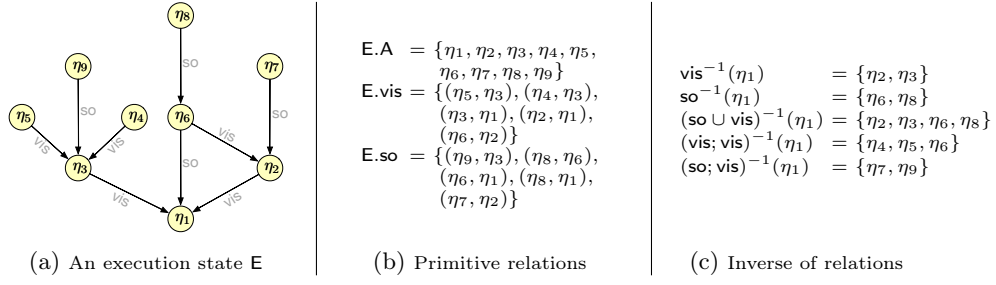 η8
so
η9
η7
so
so
η5
η4
η6
vis
vis
vis
η3
so
η2
vis
vis
η1
(a) An execution state E
E.A = {η1, η2, η3, η4, η5,
η6, η7, η8, η9}
E.vis = {(η5, η3), (η4, η3),
(η3, η1), (η2, η1),
(η6, η2)}
E.so = {(η9, η3), (η8, η6),
(η6, η1), (η8, η1),
(η7, η2)}
(b) Primitive relations
vis⁻¹(η1) = {η2, η3}
so⁻¹(η1) = {η6, η8}
(so ∪ vis)⁻¹(η1) = {η2, η3, η6, η8}
(vis; vis)⁻¹(η1) = {η4, η5, η6}
(so; vis)⁻¹(η1) = {η7, η9}
(c) Inverse of relations